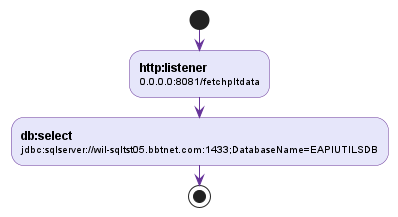 http:listener
0.0.0.0:8081/fetchpltdata
db:select
jdbc:sqlserver://wil-sqltst05.bbtnet.com:1433;DatabaseName=EAPIUTILSDB